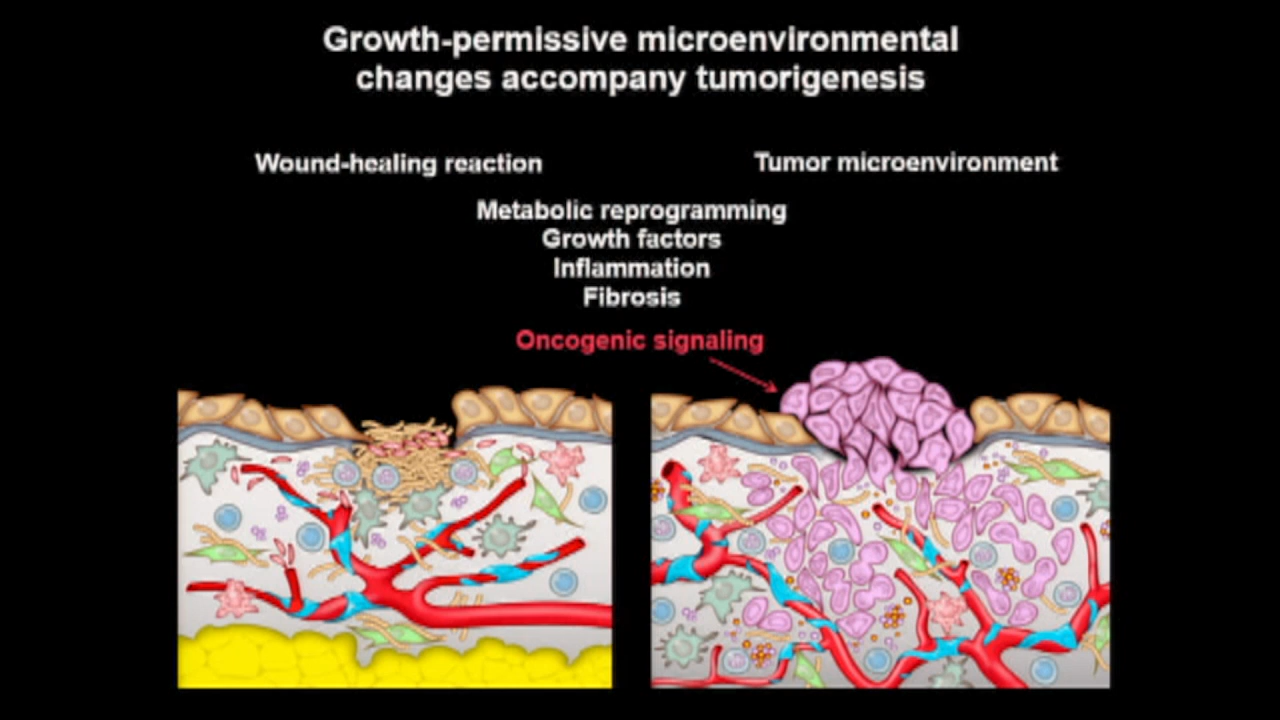 Growth-permissive microenvironmental
changes accompany tumorigenesis
Wound-healing reaction
Tumor microenvironment
Metabolic reprogramming
Growth factors
Inflammation
Fibrosis
Oncogenic signaling